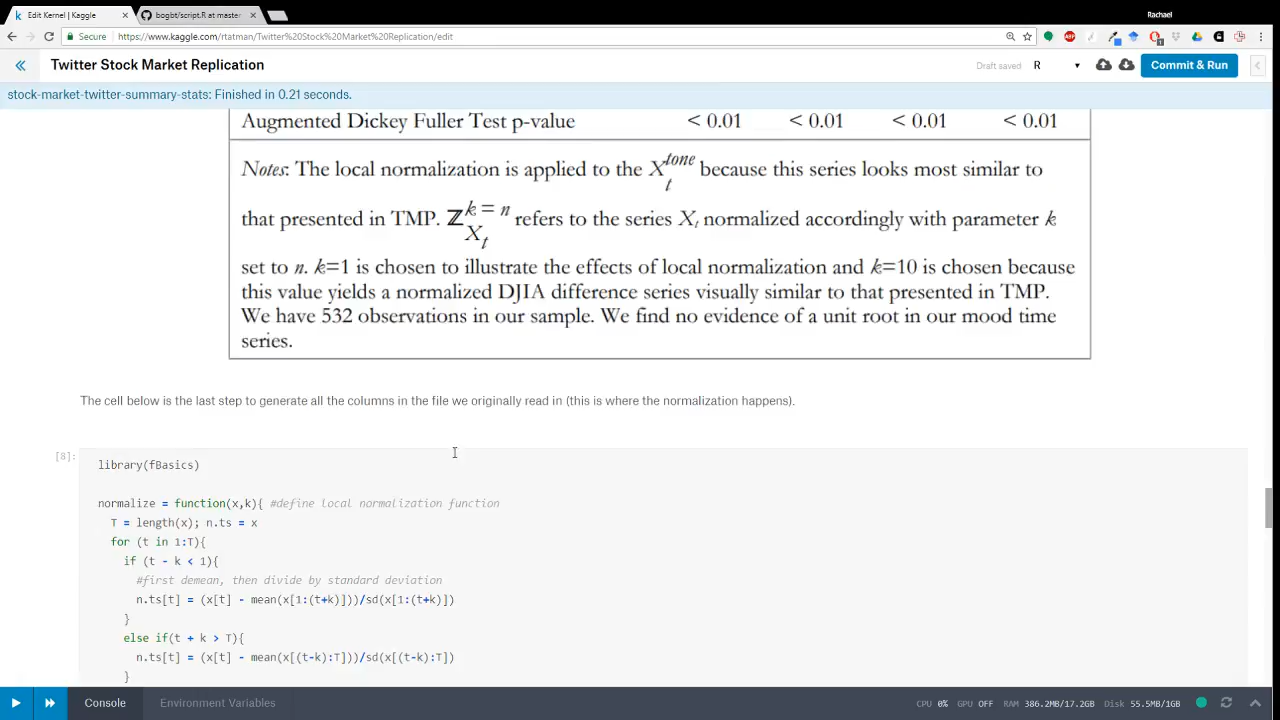 Edit Kernel | Kaggle
bogbt/script.R at master
Rachael
Secure
https://www.kaggle.com/rtatman/Twitter%20Stock%20Market%20Replication/edit
Twitter Stock Market Replication
Draft saved
R
Commit & Run
stock-market-twitter-summary-stats: Finished in 0.21 seconds.
Augmented Dickey Fuller Test p-value < 0.01 < 0.01 < 0.01 < 0.01
Notes: The local normalization is applied to the X_t^tone because this series looks most similar to
that presented in TMP. ℤ_{X_t}^{k = n} refers to the series X_t normalized accordingly with parameter k
set to n. k=1 is chosen to illustrate the effects of local normalization and k=10 is chosen because
this value yields a normalized DJIA difference series visually similar to that presented in TMP.
We have 532 observations in our sample. We find no evidence of a unit root in our mood time
series.
The cell below is the last step to generate all the columns in the file we originally read in (this is where the normalization happens).
[8]:
library(fBasics)
normalize = function(x,k){ #define local normalization function
T = length(x); n.ts = x
for (t in 1:T){
if (t - k < 1){
#first demean, then divide by standard deviation
n.ts[t] = (x[t] - mean(x[1:(t+k)]))/sd(x[1:(t+k)])
}
else if(t + k > T){
n.ts[t] = (x[t] - mean(x[(t-k):T]))/sd(x[(t-k):T])
}
Console
Environment Variables
CPU 0% GPU OFF RAM 386.2MB/17.2GB Disk 55.5MB/1GB